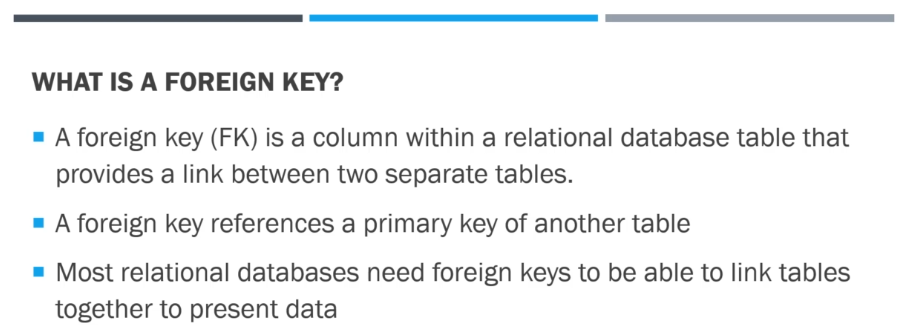 WHAT IS A FOREIGN KEY?
A foreign key (FK) is a column within a relational database table that
provides a link between two separate tables.
A foreign key references a primary key of another table
Most relational databases need foreign keys to be able to link tables
together to present data